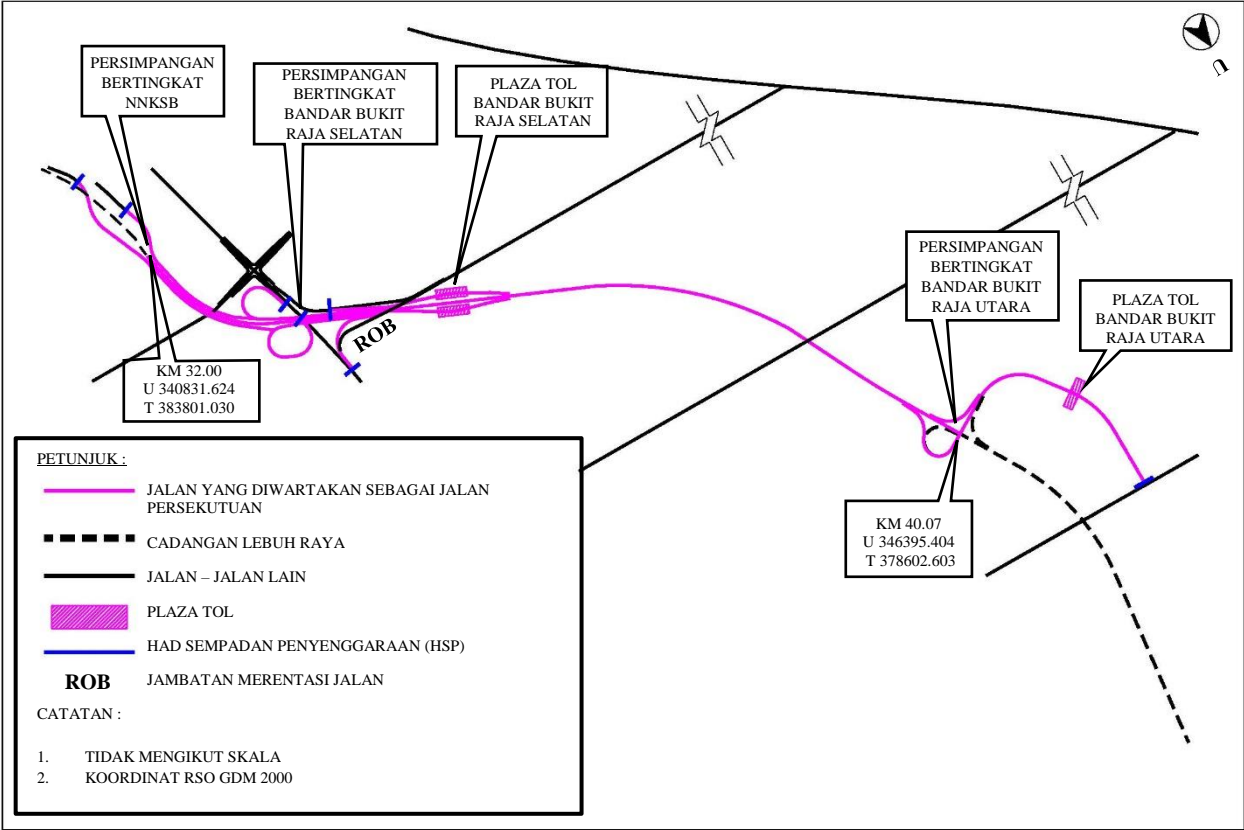 PERSIMPANGAN
BERTINGKAT
NNKSB
PERSIMPANGAN
BERTINGKAT
BANDAR BUKIT
RAJA SELATAN
PLAZA TOL
BANDAR BUKIT
RAJA SELATAN
U
PERSIMPANGAN
BERTINGKAT
BANDAR BUKIT
RAJA UTARA
PLAZA TOL
BANDAR BUKIT
RAJA UTARA
ROB
KM 32.00
U 340831.624
T 383801.030
KM 40.07
U 346395.404
T 378602.603
PETUNJUK :
JALAN YANG DIWARTAKAN SEBAGAI JALAN
PERSEKUTUAN
CADANGAN LEBUH RAYA
JALAN – JALAN LAIN
PLAZA TOL
HAD SEMPADAN PENYENGGARAAN (HSP)
ROB JAMBATAN MERENTASI JALAN
CATATAN :
1. TIDAK MENGIKUT SKALA
2. KOORDINAT RSO GDM 2000